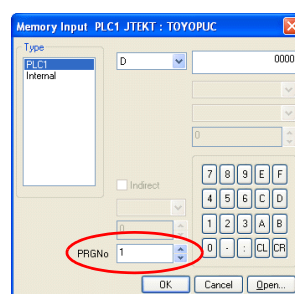 Memory Input PLC1 JTEKT : TOYOPUC
Type
PLC1
Internal
D
0000
0
Indirect
0
PRGNo 1
7 8 9 E F
4 5 6 C D
1 2 3 A B
0 - : CL CR
OK Cancel Open...